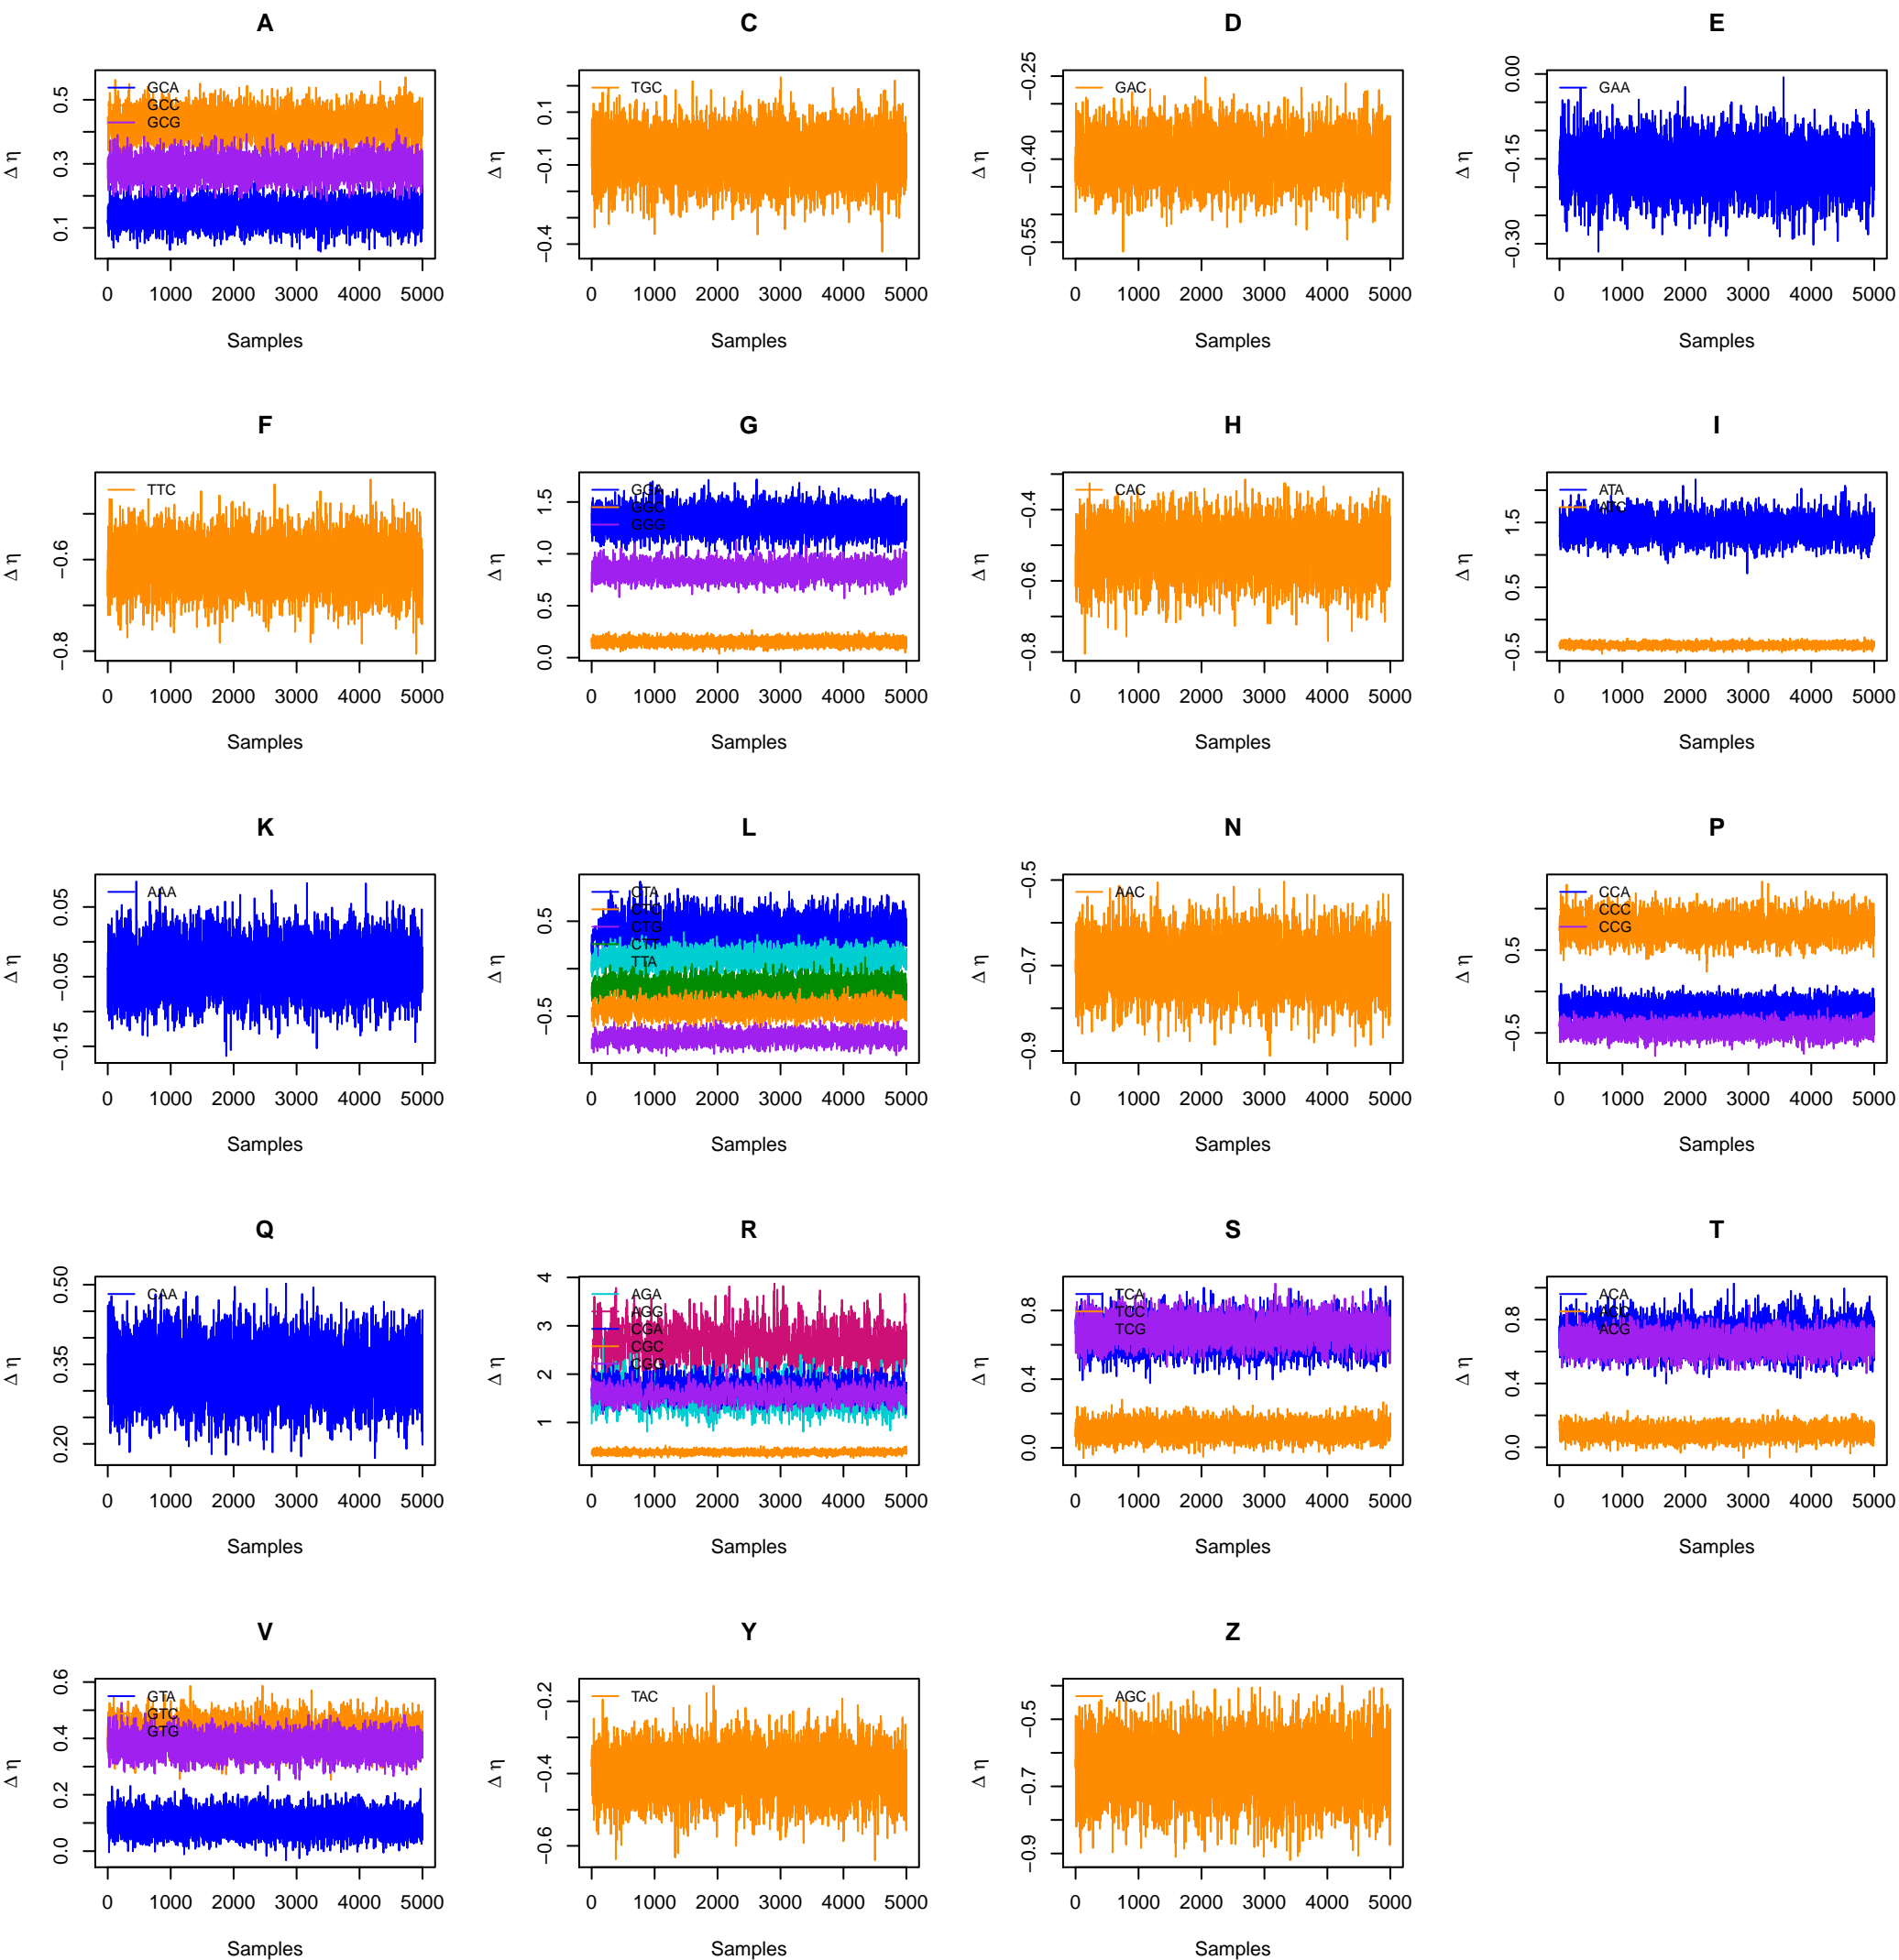 A
Δ η
0.1 0.3 0.5
GCA
GCC
GCG
0 1000 2000 3000 4000 5000
Samples
C
Δ η
−0.4 −0.1 0.1
TGC
0 1000 2000 3000 4000 5000
Samples
D
Δ η
−0.55 −0.40 −0.25
GAC
0 1000 2000 3000 4000 5000
Samples
E
Δ η
−0.30 −0.15 0.00
GAA
0 1000 2000 3000 4000 5000
Samples
F
Δ η
−0.8 −0.6
TTC
0 1000 2000 3000 4000 5000
Samples
G
Δ η
0.0 0.5 1.0 1.5
GGA
GGC
GGG
0 1000 2000 3000 4000 5000
Samples
H
Δ η
−0.8 −0.6 −0.4
CAC
0 1000 2000 3000 4000 5000
Samples
I
Δ η
−0.5 0.5 1.5
ATA
ATC
0 1000 2000 3000 4000 5000
Samples
K
Δ η
−0.15 −0.05 0.05
AAA
0 1000 2000 3000 4000 5000
Samples
L
Δ η
−0.5 0.5
CTA
CTC
CTG
CTT
TTA
0 1000 2000 3000 4000 5000
Samples
N
Δ η
−0.9 −0.7 −0.5
AAC
0 1000 2000 3000 4000 5000
Samples
P
Δ η
−0.5 0.5
CCA
CCC
CCG
0 1000 2000 3000 4000 5000
Samples
Q
Δ η
0.20 0.35 0.50
CAA
0 1000 2000 3000 4000 5000
Samples
R
Δ η
1 2 3 4
AGA
AGG
CGA
CGC
CGG
0 1000 2000 3000 4000 5000
Samples
S
Δ η
0.0 0.4 0.8
TCA
TCC
TCG
0 1000 2000 3000 4000 5000
Samples
T
Δ η
0.0 0.4 0.8
ACA
ACC
ACG
0 1000 2000 3000 4000 5000
Samples
V
Δ η
0.0 0.2 0.4 0.6
GTA
GTC
GTG
0 1000 2000 3000 4000 5000
Samples
Y
Δ η
−0.6 −0.4 −0.2
TAC
0 1000 2000 3000 4000 5000
Samples
Z
Δ η
−0.9 −0.7 −0.5
AGC
0 1000 2000 3000 4000 5000
Samples